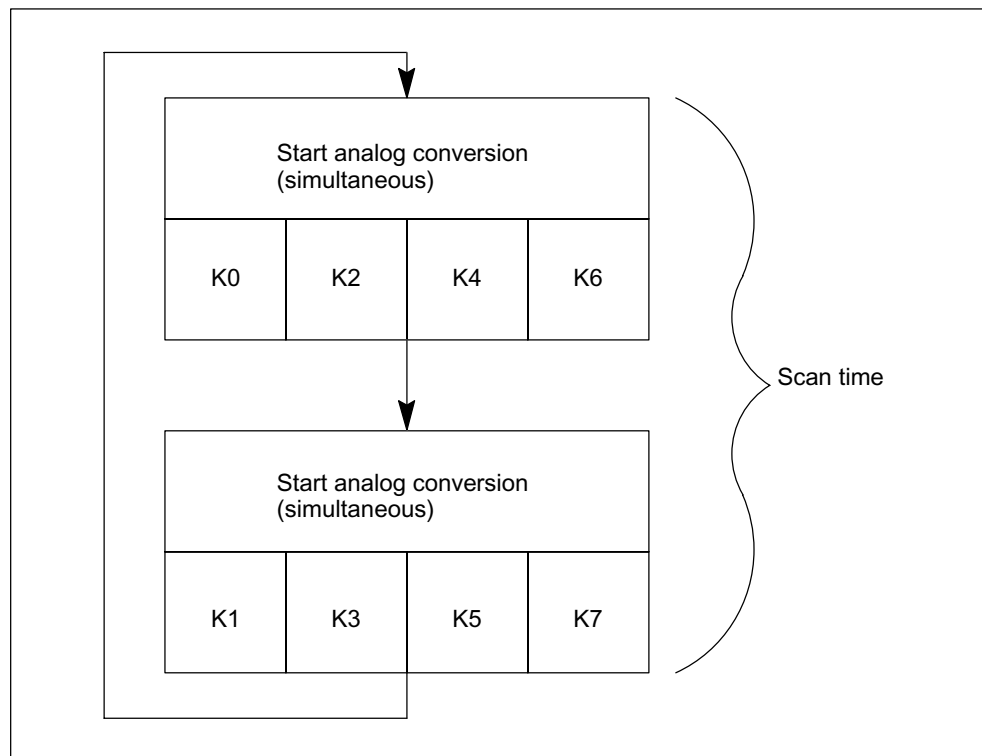 Start analog conversion
(simultaneous)
K0 K2 K4 K6
Scan time
Start analog conversion
(simultaneous)
K1 K3 K5 K7